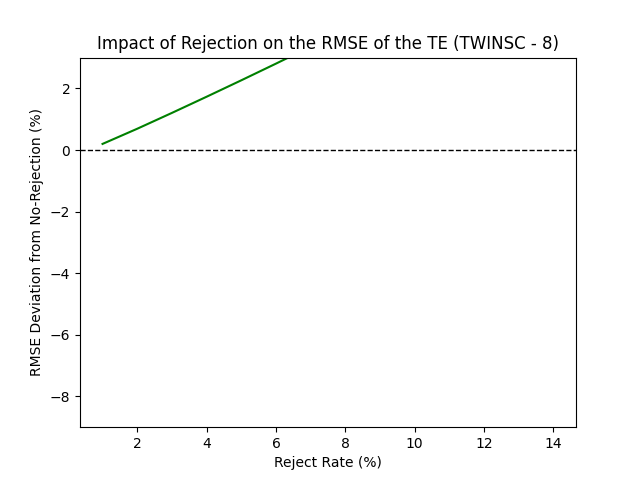 Impact of Rejection on the RMSE of the TE (TWINSC - 8)
RMSE Deviation from No-Rejection (%)
2
0
−2
−4
−6
−8
2 4 6 8 10 12 14
Reject Rate (%)